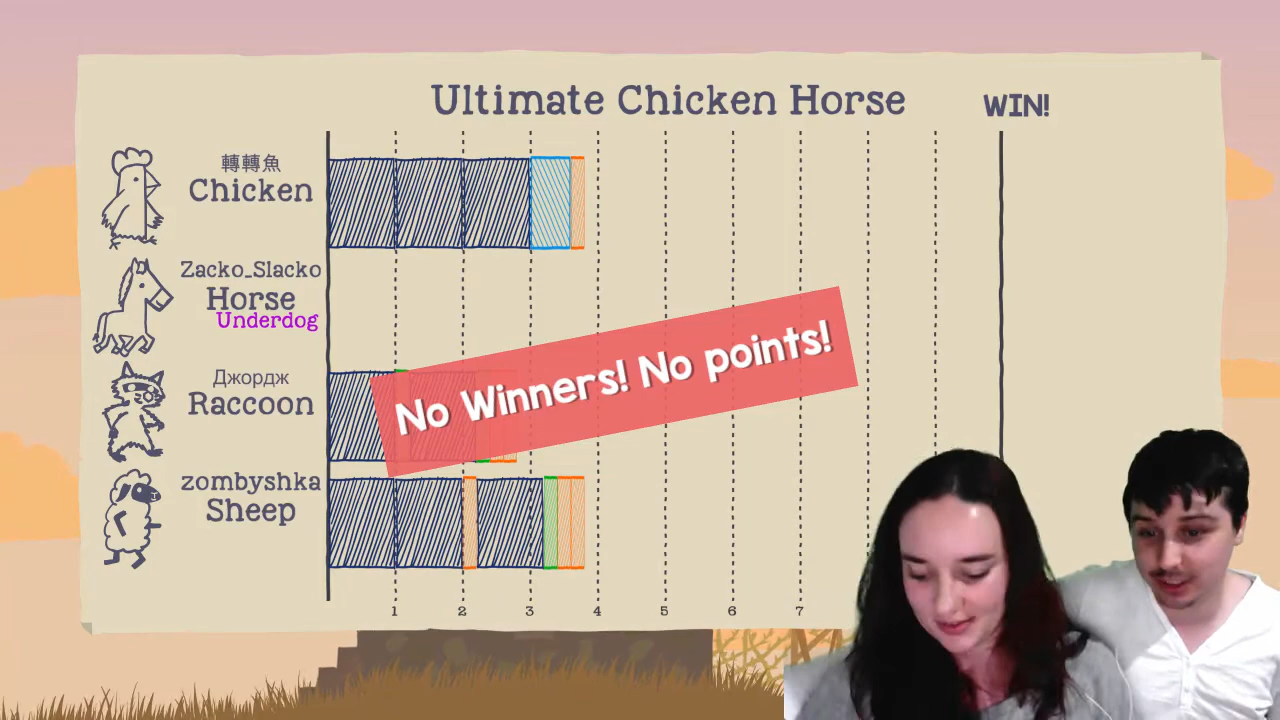 Ultimate Chicken Horse
WIN!
轉轉魚
Chicken
Zacko_Slacko
Horse
Underdog
No Winners! No points!
Джордж
Raccoon
zombyshka
Sheep
1 2 3 4 5 6 7